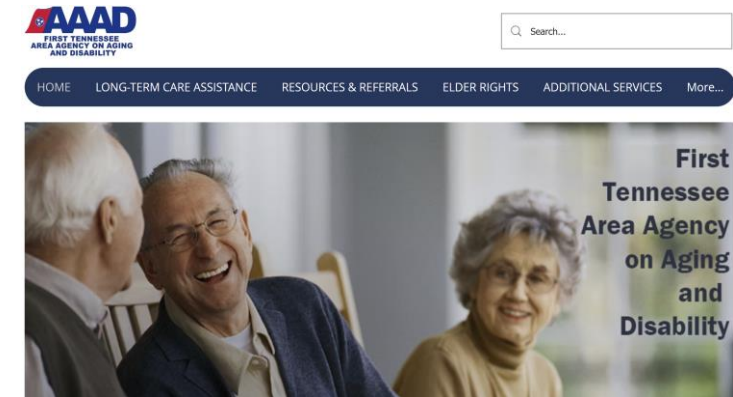 AAAD
FIRST TENNESSEE
AREA AGENCY ON AGING
AND DISABILITY
Search...
HOME LONG-TERM CARE ASSISTANCE RESOURCES & REFERRALS ELDER RIGHTS ADDITIONAL SERVICES More...
First
Tennessee
Area Agency
on Aging
and
Disability